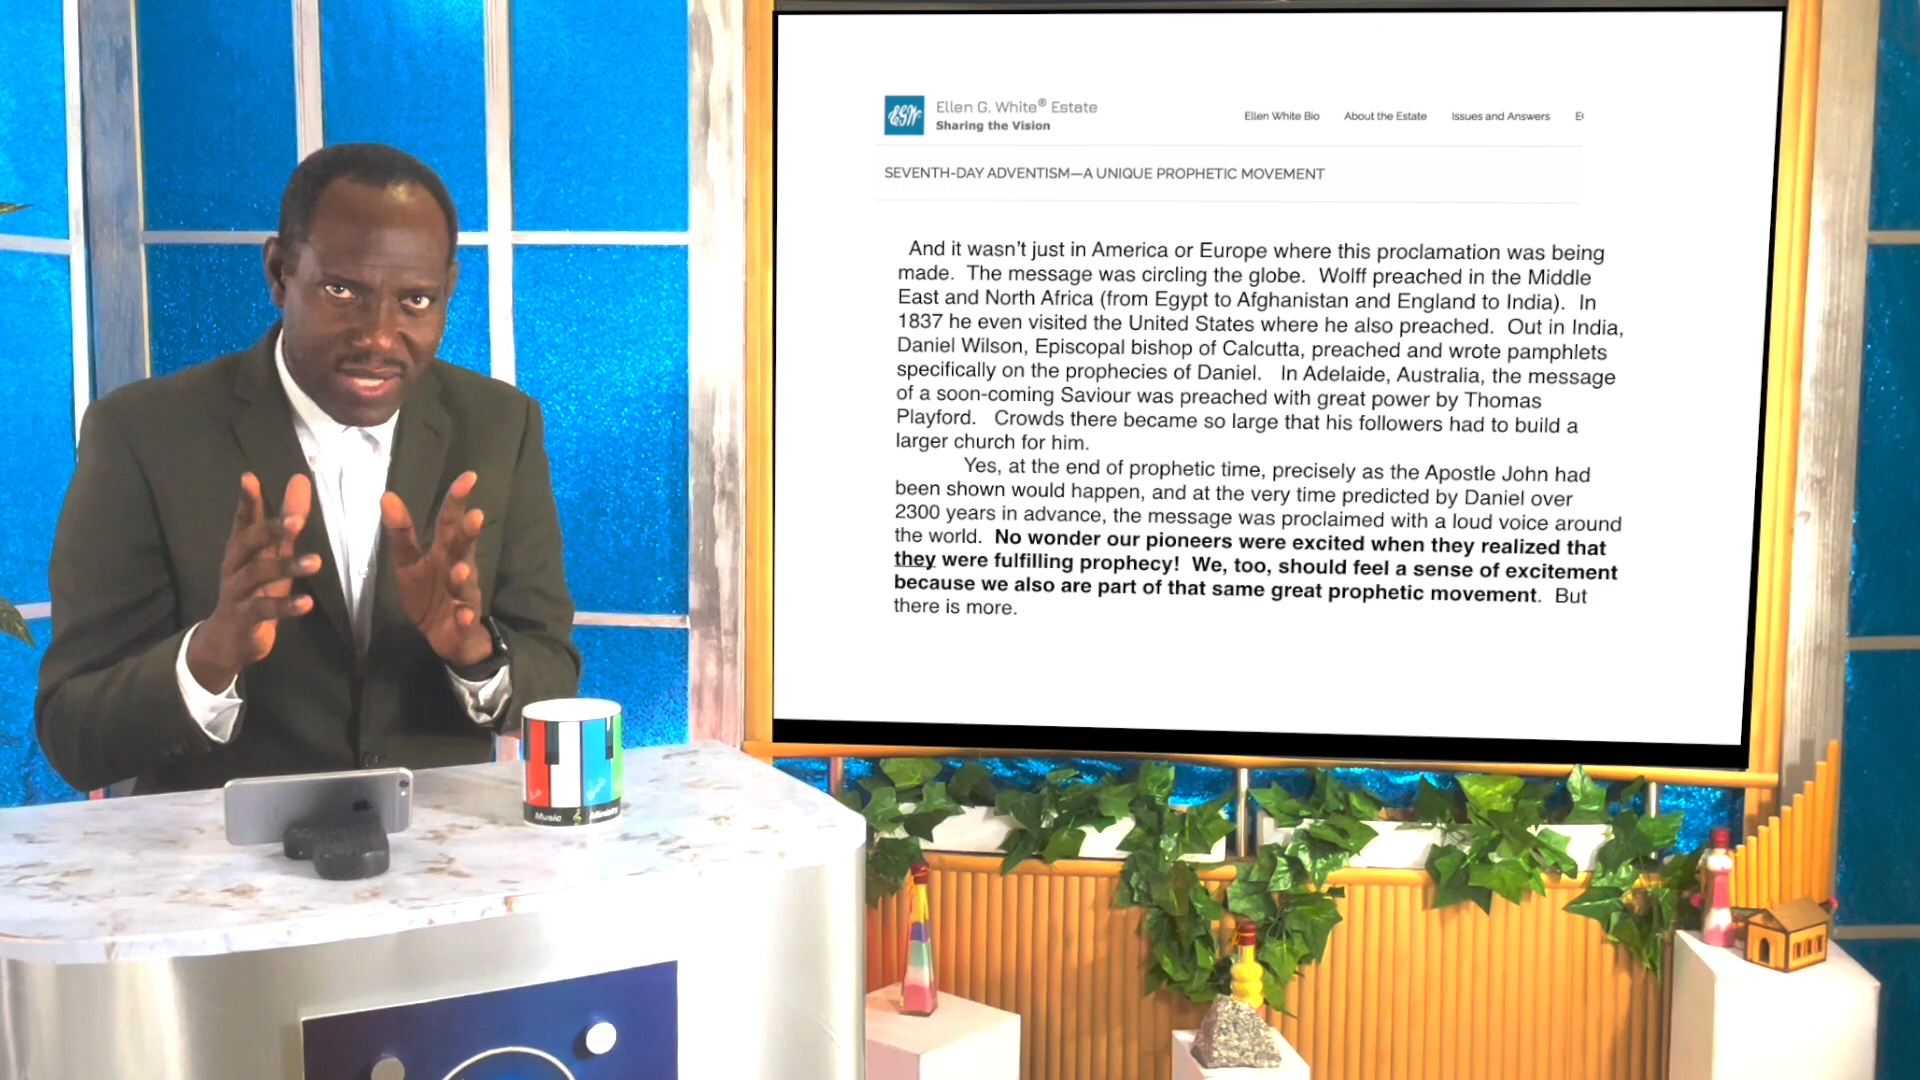 EGW
Ellen G. White® Estate
Sharing the Vision
Ellen White Bio About the Estate Issues and Answers
SEVENTH-DAY ADVENTISM—A UNIQUE PROPHETIC MOVEMENT
And it wasn't just in America or Europe where this proclamation was being
made. The message was circling the globe. Wolff preached in the Middle
East and North Africa (from Egypt to Afghanistan and England to India). In
1837 he even visited the United States where he also preached. Out in India,
Daniel Wilson, Episcopal bishop of Calcutta, preached and wrote pamphlets
specifically on the prophecies of Daniel. In Adelaide, Australia, the message
of a soon-coming Saviour was preached with great power by Thomas
Playford. Crowds there became so large that his followers had to build a
larger church for him.
Yes, at the end of prophetic time, precisely as the Apostle John had
been shown would happen, and at the very time predicted by Daniel over
2300 years in advance, the message was proclaimed with a loud voice around
the world. No wonder our pioneers were excited when they realized that
they were fulfilling prophecy! We, too, should feel a sense of excitement
because we also are part of that same great prophetic movement. But
there is more.
Music